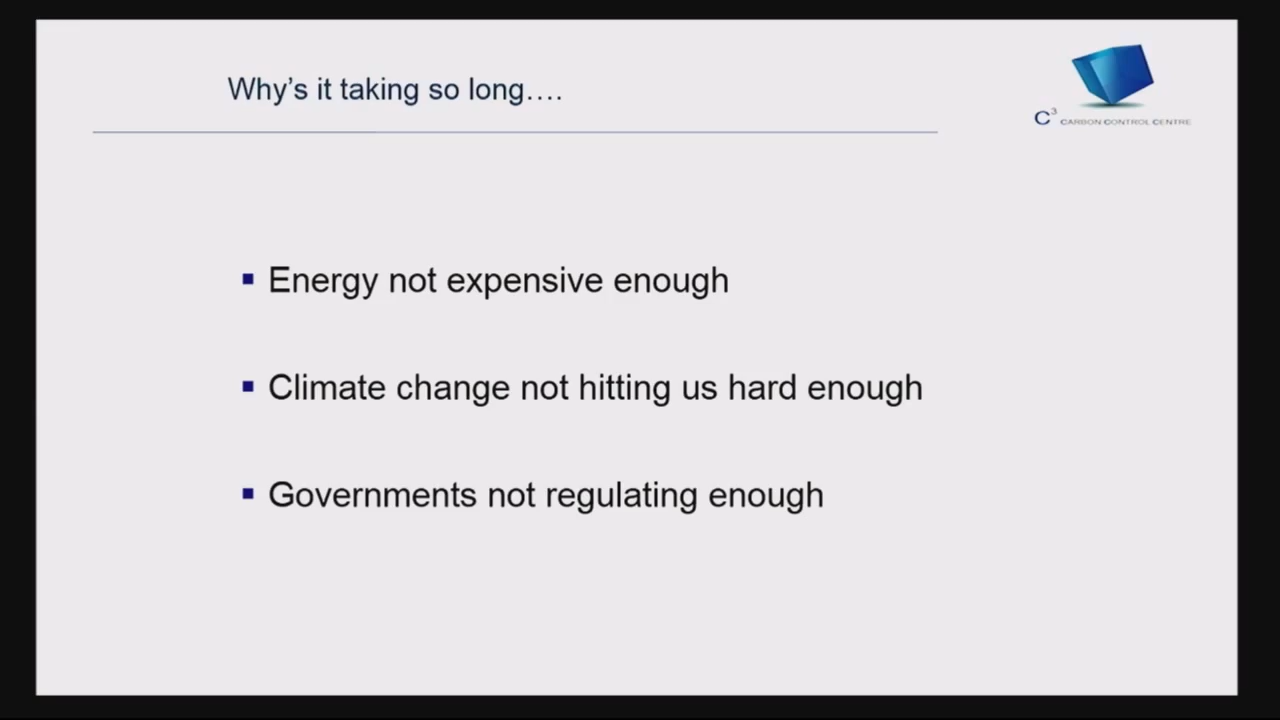 Why’s it taking so long….
C³ CARBON CONTROL CENTRE
▪ Energy not expensive enough
▪ Climate change not hitting us hard enough
▪ Governments not regulating enough